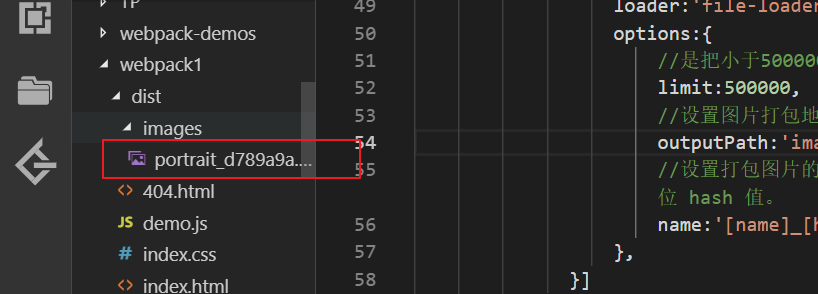 TP
webpack-demos
webpack1
dist
images
portrait_d789a9a....
404.html
JS demo.js
# index.css
index.html
49 loader:'file-loader
50 options:{
51 //是把小于500000
52 limit:500000,
53 //设置图片打包地
54 outputPath:'ima
55 //设置打包图片的
位 hash 值。
56 name:'[name]_[h
57 },
58 }]